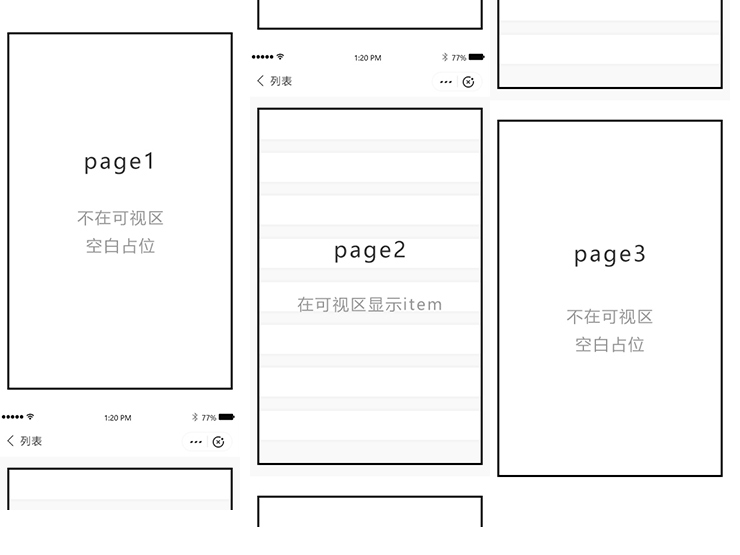 page1
不在可视区
空白占位
1:20 PM
77%
列表
1:20 PM
77%
列表
page2
在可视区显示item
page3
不在可视区
空白占位